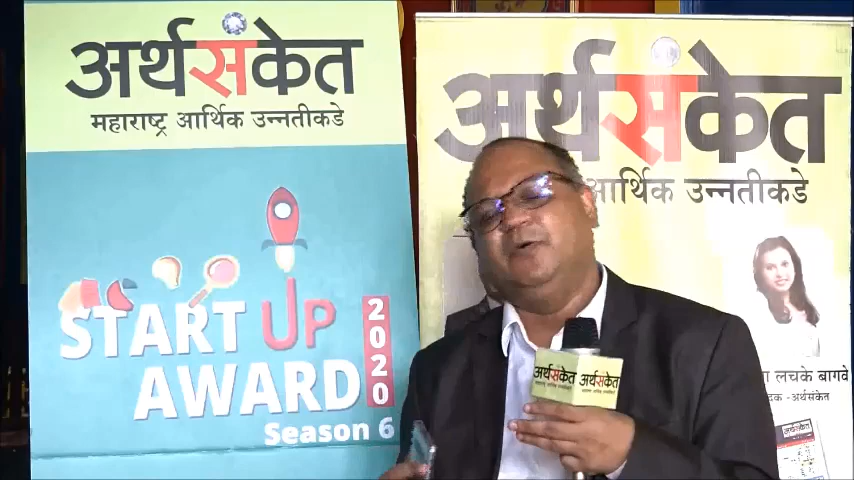 अर्थसंकेत
महाराष्ट्र आर्थिक उन्नतीकडे
START UP
AWARD
2020
Season 6
अर्थसंकेत
आर्थिक उन्नतीकडे
लचके बागवे
-अर्थसंकेत
अर्थसंकेत
अर्थसंकेत